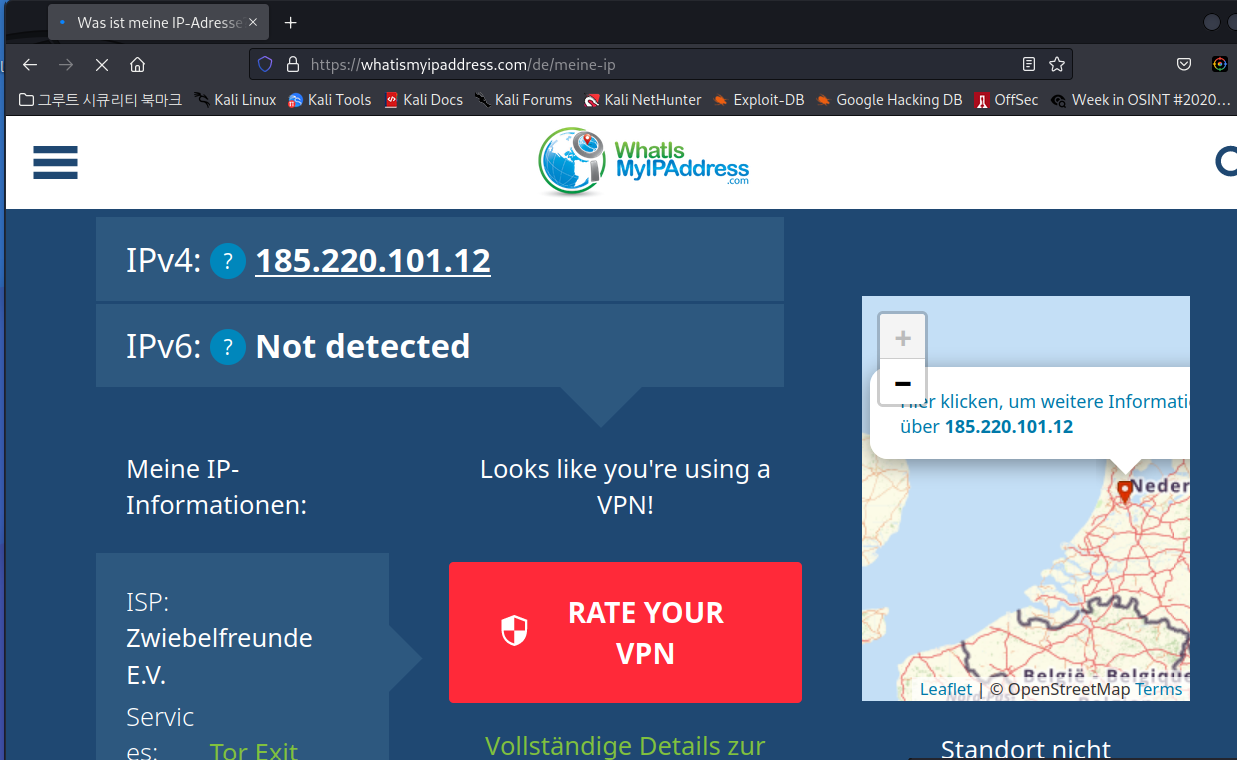 Was ist meine IP-Adresse
https://whatismyipaddress.com/de/meine-ip
그루트 시큐리티 북마크 Kali Linux Kali Tools Kali Docs Kali Forums Kali NetHunter Exploit-DB Google Hacking DB OffSec Week in OSINT #2020...
WhatIs
MyIPAddress
.com
IPv4: ? 185.220.101.12
IPv6: ? Not detected
Meine IP-
Informationen:
Looks like you're using a
VPN!
ISP:
Zwiebelfreunde
E.V.
Servic
es: Tor Exit
RATE YOUR
VPN
Vollständige Details zur
+
−
Hier klicken, um weitere Informati
über 185.220.101.12
Neder
België - Belgique
Leaflet | © OpenStreetMap Terms
Standort nicht